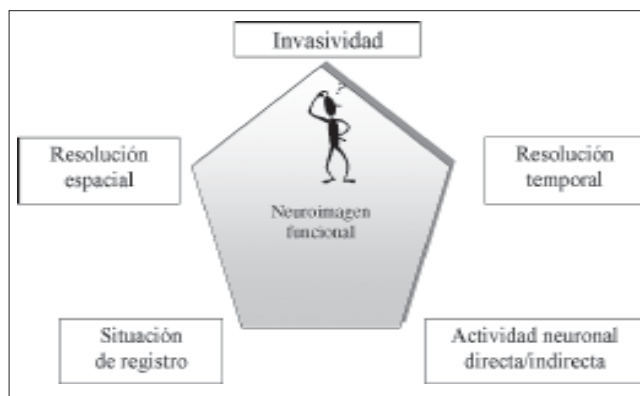 Invasividad
?
Resolución
espacial
Resolución
temporal
Neuroimagen
funcional
Situación
de registro
Actividad neuronal
directa/indirecta